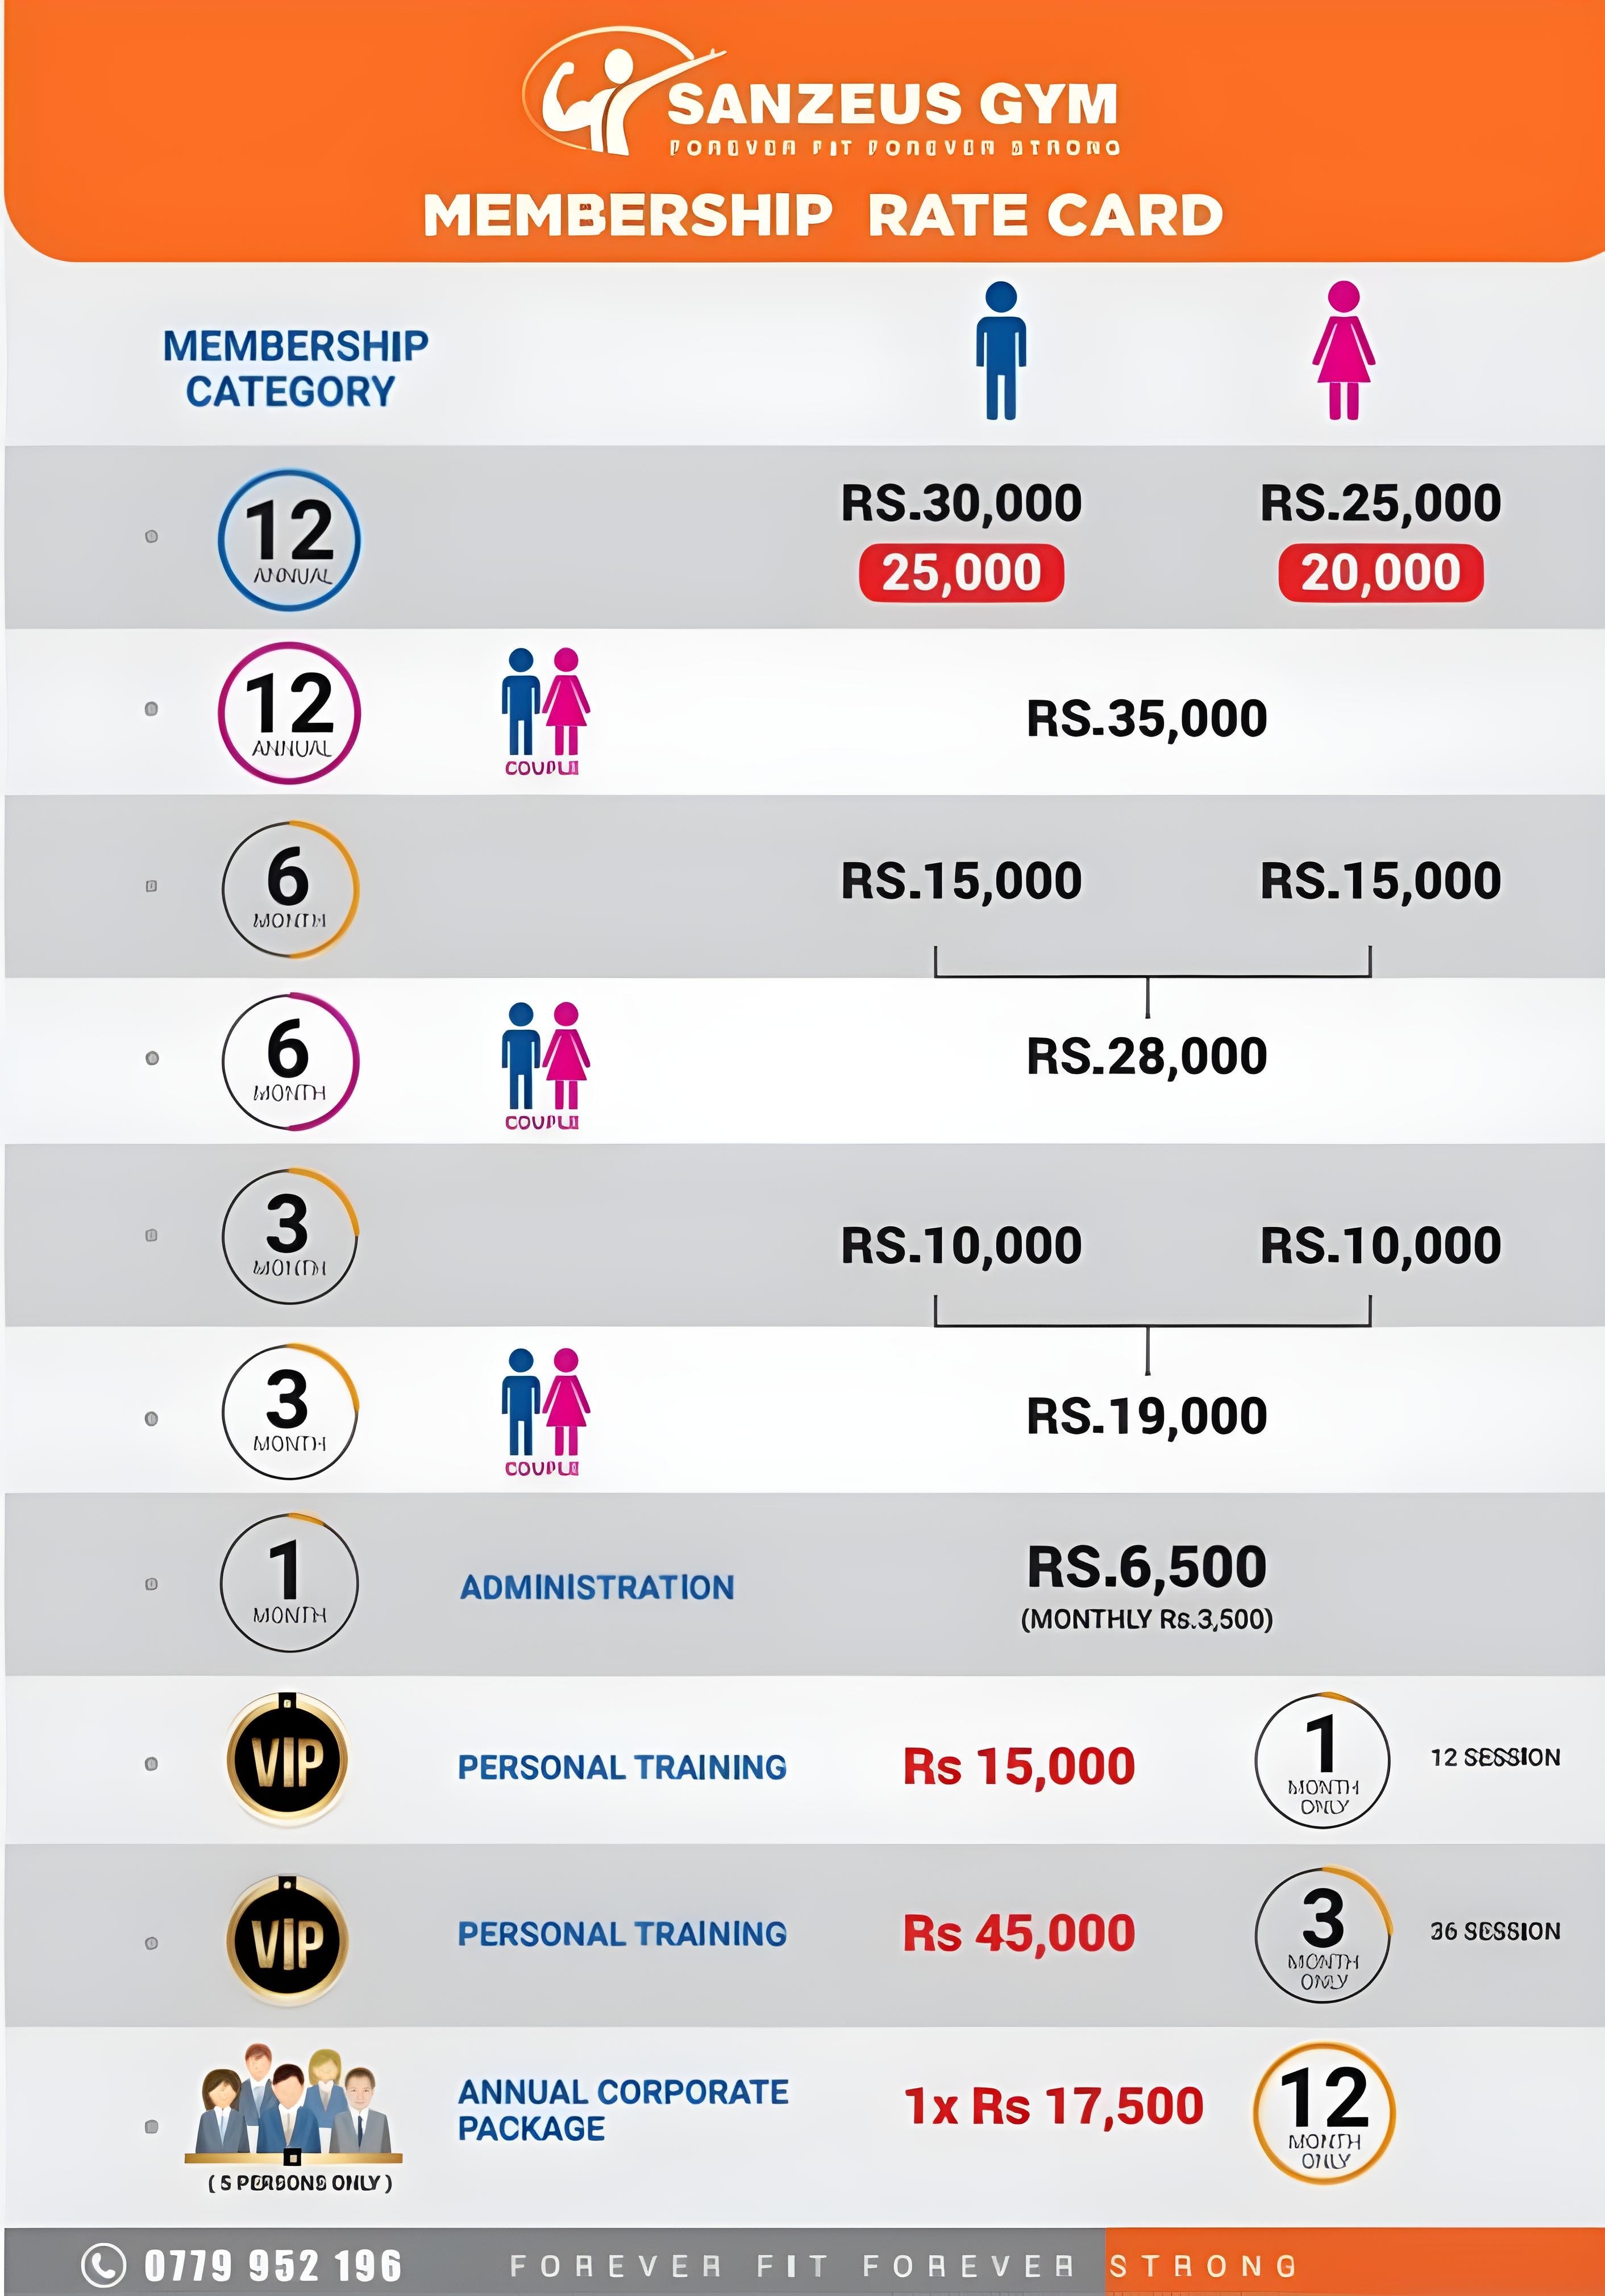 SANZEUS GYM
FOREVER FIT FOREVER STRONG
MEMBERSHIP RATE CARD
MEMBERSHIP
CATEGORY
12
ANNUAL
RS.30,000 RS.25,000
25,000 20,000
12
ANNUAL
COUPLE
RS.35,000
6
MONTH
RS.15,000 RS.15,000
6
MONTH
COUPLE
RS.28,000
3
MONTH
RS.10,000 RS.10,000
3
MONTH
COUPLE
RS.19,000
1
MONTH
ADMINISTRATION
RS.6,500
(MONTHLY Rs.3,500)
VIP
PERSONAL TRAINING
Rs 15,000
1
MONTH
ONLY
12 SESSION
VIP
PERSONAL TRAINING
Rs 45,000
3
MONTH
ONLY
36 SESSION
(5 PERSONS ONLY)
ANNUAL CORPORATE
PACKAGE
1x Rs 17,500
12
MONTH
ONLY
0779 952 196 FOREVER FIT FOREVER STRONG